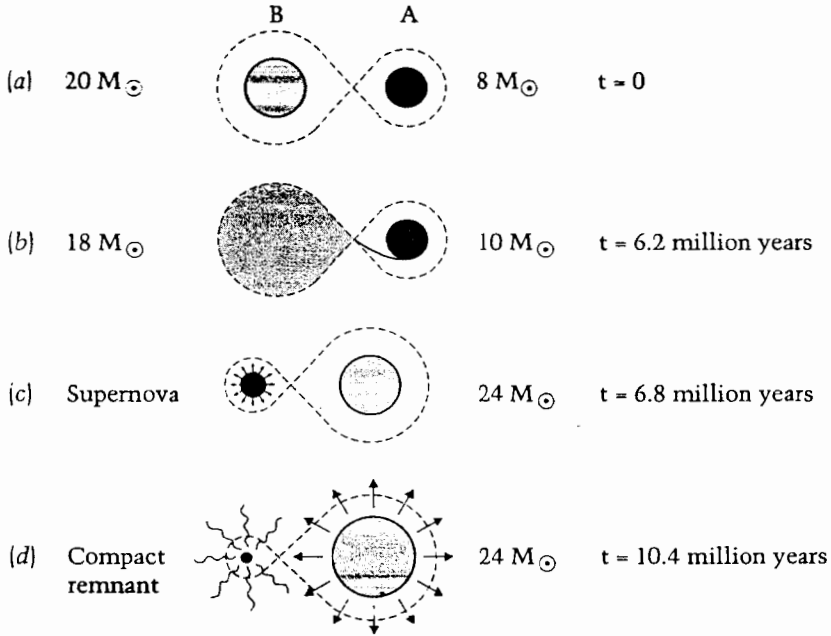 B A
(a) 20 M☉ 8 M☉ t = 0
(b) 18 M☉ 10 M☉ t = 6.2 million years
(c) Supernova 24 M☉ t = 6.8 million years
(d) Compact 24 M☉ t = 10.4 million years
remnant